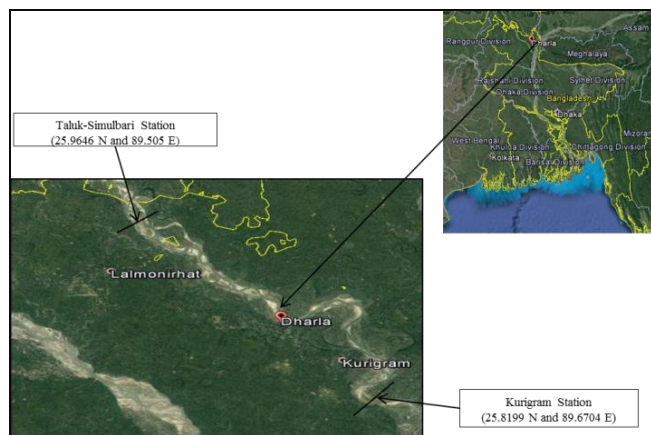 Assam
Rangpur Division
Dharla
Meghalaya
Rajshahi Division
Sylhet Division
Dhaka Division
Bangladesh
Dhaka
Mizoram
West Bengal
Khulna Division
Chittagong Division
Kolkata
Barisal Division
Taluk-Simulbari Station
(25.9646 N and 89.505 E)
Lalmonirhat
Dharla
Kurigram
Kurigram Station
(25.8199 N and 89.6704 E)